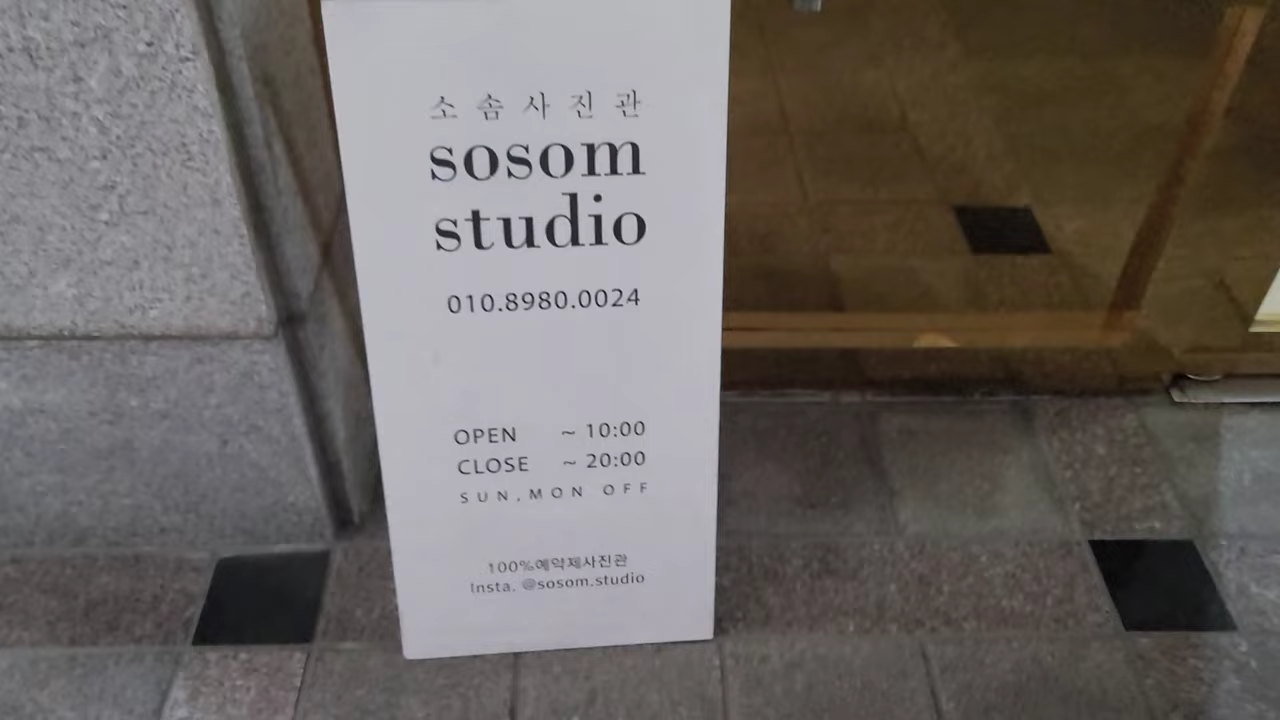 소솜사진관
sosom
studio
010.8980.0024
OPEN ~ 10:00
CLOSE ~ 20:00
SUN,MON OFF
100%예약제사진관
Insta. @sosom.studio